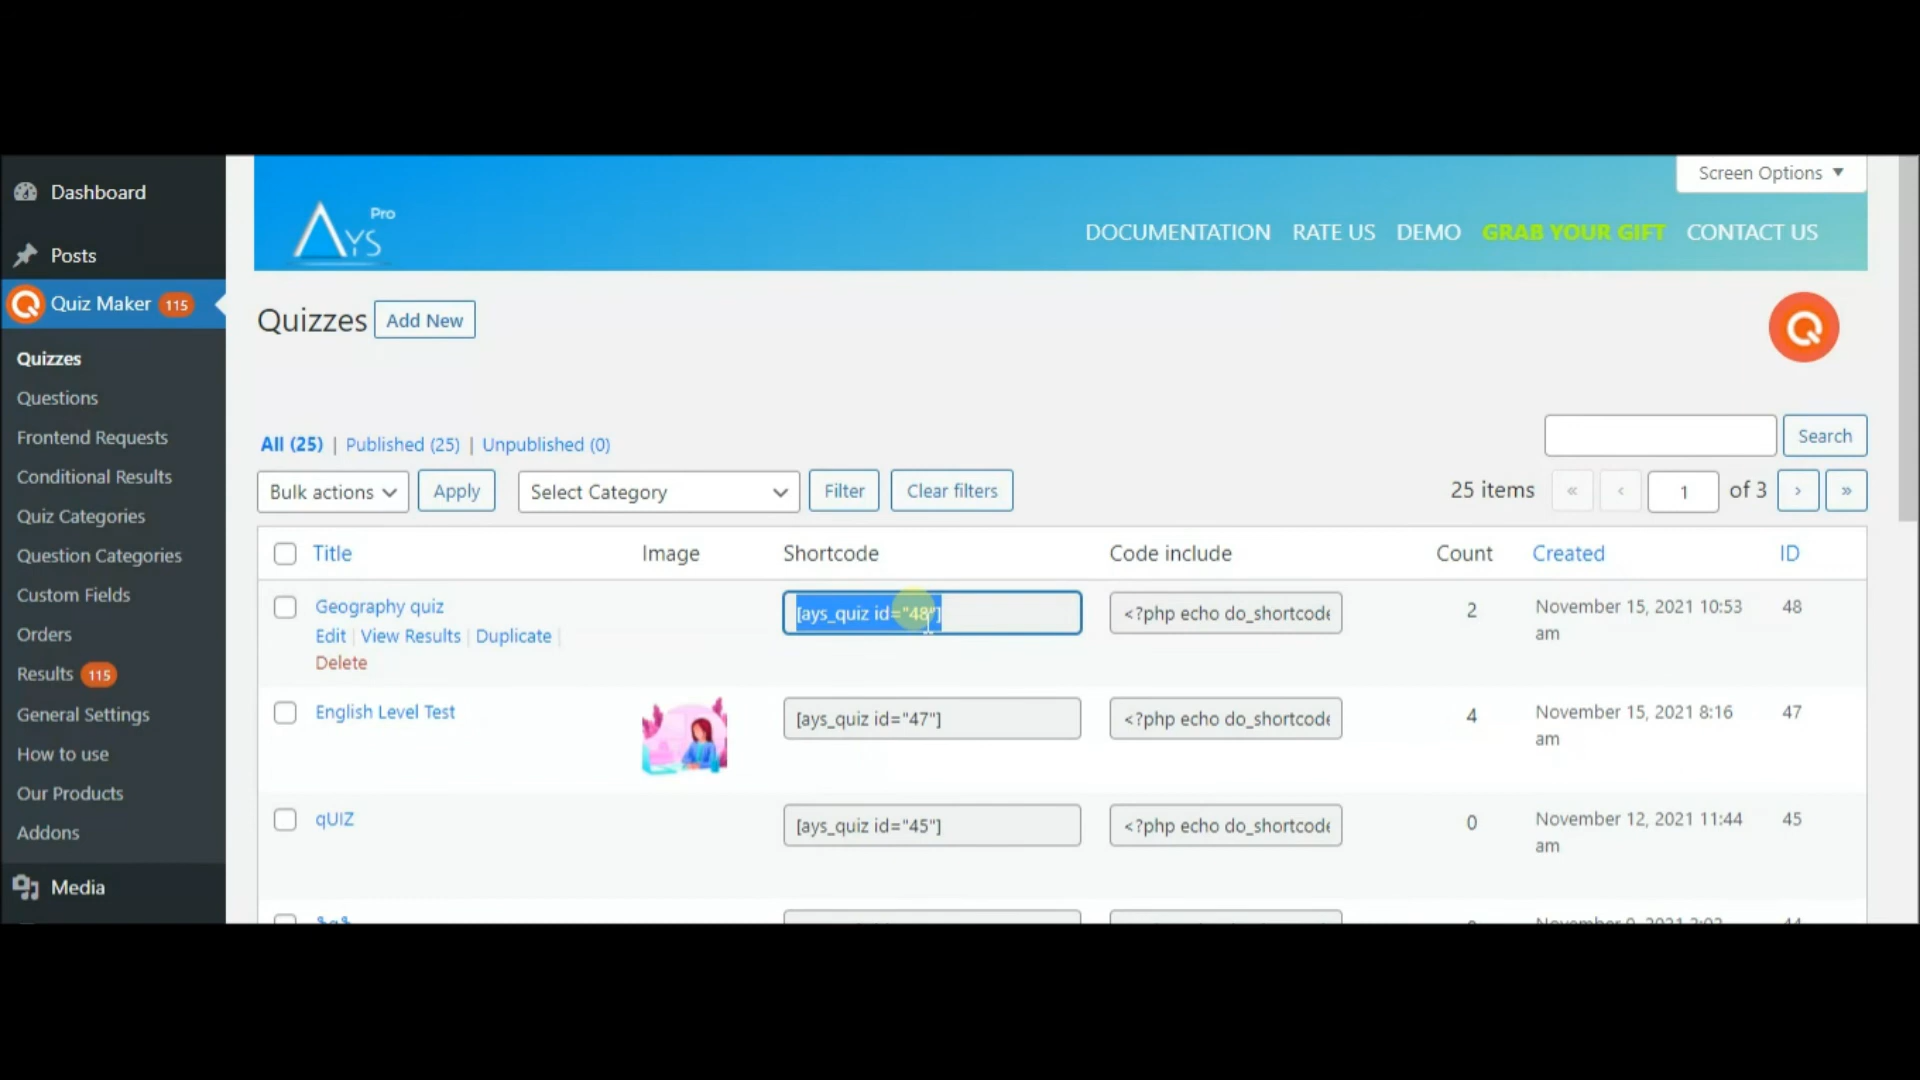 Screen Options
Pro
AYS
DOCUMENTATION RATE US DEMO GRAB YOUR GIFT CONTACT US
Dashboard
Posts
Quiz Maker 115
Quizzes
Questions
Frontend Requests
Conditional Results
Quiz Categories
Question Categories
Custom Fields
Orders
Results 115
General Settings
How to use
Our Products
Addons
Media
Quizzes Add New
All (25) | Published (25) | Unpublished (0)
Search
Bulk actions Apply Select Category Filter Clear filters 25 items « ‹ 1 of 3 › »
Title Image Shortcode Code include Count Created ID
Geography quiz [ays_quiz id="48"] <?php echo do_shortcode 2 November 15, 2021 10:53 48
am
Edit | View Results | Duplicate |
Delete
English Level Test [ays_quiz id="47"] <?php echo do_shortcode 4 November 15, 2021 8:16 47
am
qUIZ [ays_quiz id="45"] <?php echo do_shortcode 0 November 12, 2021 11:44 45
am